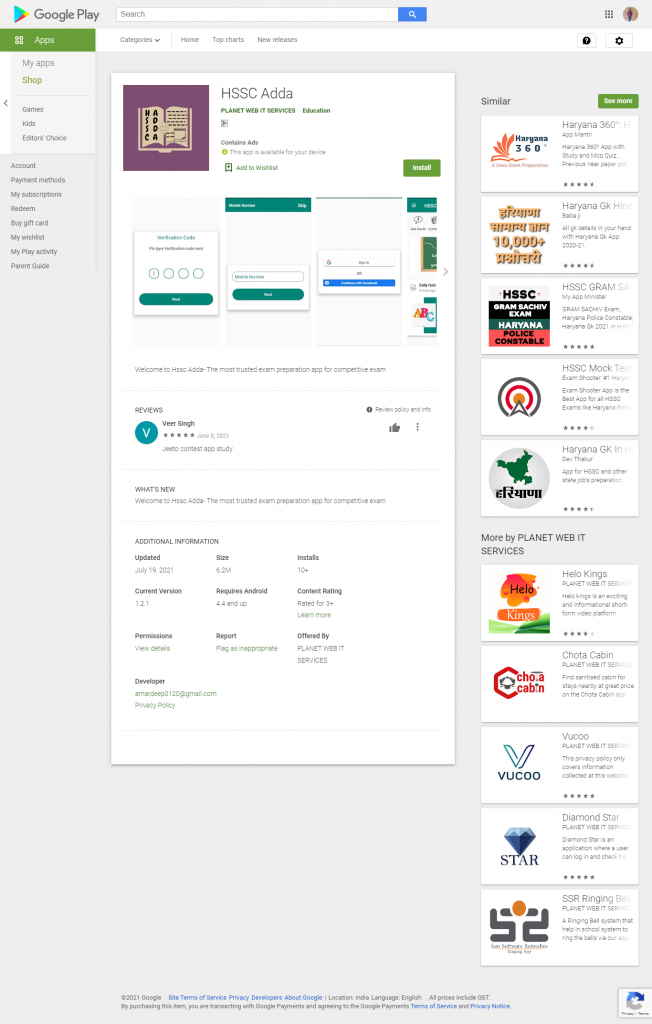 Google Play
Search
Apps
Categories
Home
Top charts
New releases
My apps
Shop
Games
Kids
Editors' Choice
Account
Payment methods
My subscriptions
Redeem
Buy gift card
My wishlist
My Play activity
Parent Guide
HSSC ADDA
HSSC Adda
PLANET WEB IT SERVICES Education
Contains Ads
This app is available for your device
Add to Wishlist
Install
Verification Code
Next
Mobile Number Skip
Mobile Number
Next
Sign in
OR
Continue with Facebook
HSSC
Daily Quiz
ABC
Welcome to Hssc Adda- The most trusted exam preparation app for competitive exam
REVIEWS
Review policy and info
V
Veer Singh
June 8, 2021
Jeeto contest app study
WHAT'S NEW
Welcome to Hssc Adda- The most trusted exam preparation app for competitive exam
ADDITIONAL INFORMATION
Updated
July 19, 2021
Size
6.2M
Installs
10+
Current Version
1.2.1
Requires Android
4.4 and up
Content Rating
Rated for 3+
Learn more
Permissions
View details
Report
Flag as inappropriate
Offered By
PLANET WEB IT
SERVICES
Developer
amardeep0120@gmail.com
Privacy Policy
Similar
See more
Haryana
360°
Haryana 360°: H
App Mantri
Haryana 360° App with
Study and Mcq Quiz..
Previous Year paper pdf
हरियाणा
सामान्य ज्ञान
10,000+
प्रश्नोत्तरी
Haryana Gk Hind
Baba ji
All gk details in your hand
with Haryana Gk App
2020-21.
HSSC
GRAM SACHIV
EXAM
HARYANA
POLICE
CONSTABLE
HSSC GRAM SA
My App Minister
GRAM SACHIV Exam,
Haryana Police Constable,
Haryana Gk 2021 In Hind
HSSC Mock Test
Exam Shooter: #1 Haryan
Exam Shooter App is the
Best App for all HSSC
Exams like Haryana Polic
हरियाणा
Haryana GK In H
Dev Thakur
App for HSSC and other
state job's preparation
More by PLANET WEB IT
SERVICES
Helo
Kings
Helo Kings
PLANET WEB IT SERVICE
Helo kings is an exciting
and informational short-
form video platform
chota
cabin
Chota Cabin
PLANET WEB IT SERVICE
Find sanitised cabin for
stays nearby at great price
on the Chota Cabin app
VUCOO
Vucoo
PLANET WEB IT SERVICE
This privacy policy only
covers information
collected at this website
STAR
Diamond Star
PLANET WEB IT SERVICE
Diamond Star is an
application where a user
can log in and check his
Sun Software Remedies
Ringing App
SSR Ringing Bell
PLANET WEB IT SERVICE
A Ringing Bell system that
help in school system to
ring the bells via our app
©2021 Google Site Terms of Service Privacy Developers About Google | Location: India Language: English All prices include GST.
By purchasing this item, you are transacting with Google Payments and agreeing to the Google Payments Terms of Service and Privacy Notice.
Privacy - Terms